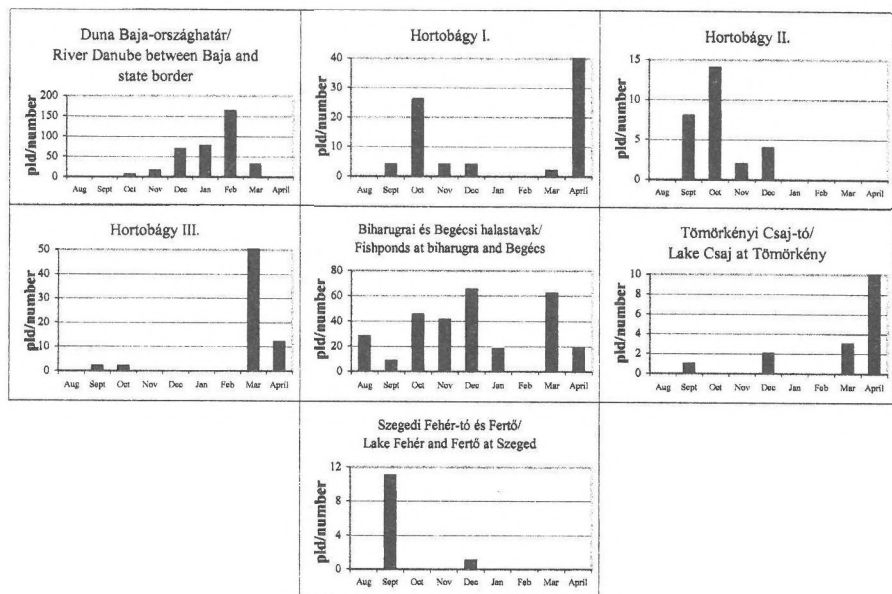 Duna Baja-országhatár/
River Danube between Baja and
state border
pld/number
200
150
100
50
0
Aug Sept Oct Nov Dec Jan Feb Mar April
Hortobágy I.
pld/number
40
30
20
10
0
Aug Sept Oct Nov Dec Jan Feb Mar April
Hortobágy II.
pld/number
15
10
5
0
Aug Sept Oct Nov Dec Jan Feb Mar April
Hortobágy III.
pld/number
50
40
30
20
10
0
Aug Sept Oct Nov Dec Jan Feb Mar April
Biharugrai és Begécsi halastavak/
Fishponds at biharugra and Begécs
pld/number
80
60
40
20
0
Aug Sept Oct Nov Dec Jan Feb Mar April
Tömörkényi Csaj-tó/
Lake Csaj at Tömörkény
pld/number
10
8
6
4
2
0
Aug Sept Oct Nov Dec Jan Feb Mar April
Szegedi Fehér-tó és Fertő/
Lake Fehér and Fertő at Szeged
pld/number
12
8
4
0
Aug Sept Oct Nov Dec Jan Feb Mar April